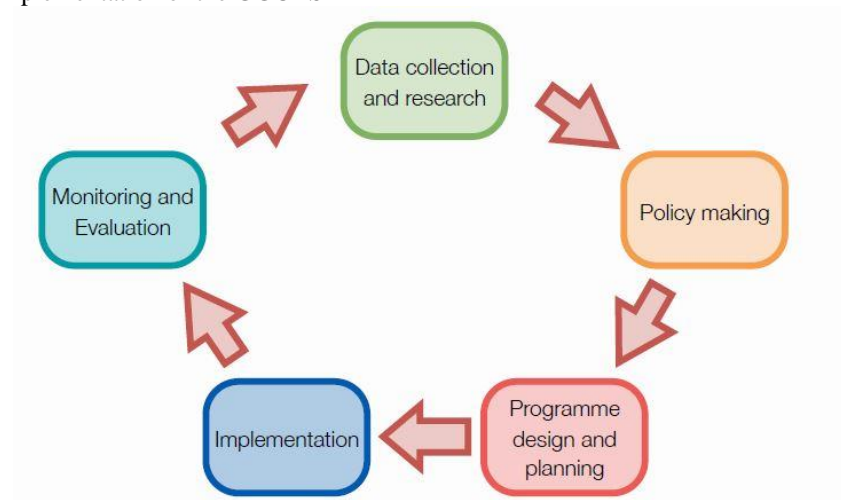 Data collection
and research
Policy making
Programme
design and
planning
Implementation
Monitoring and
Evaluation